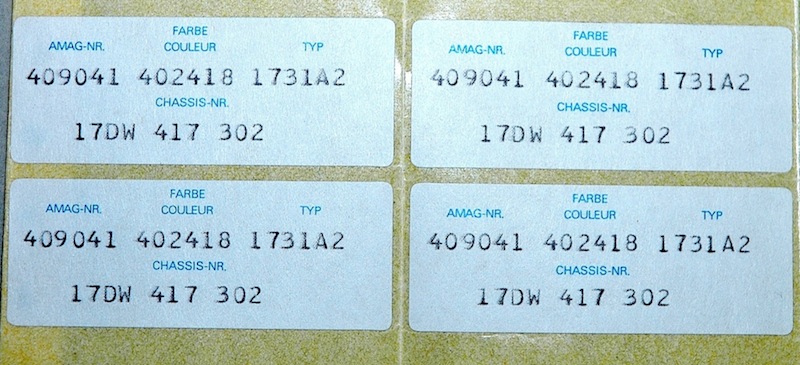 FARBE
AMAG-NR. COULEUR TYP
409041 402418 1731A2
CHASSIS-NR.
17DW 417 302
FARBE
AMAG-NR. COULEUR TYP
409041 402418 1731A2
CHASSIS-NR.
17DW 417 302
FARBE
AMAG-NR. COULEUR TYP
409041 402418 1731A2
CHASSIS-NR.
17DW 417 302
FARBE
AMAG-NR. COULEUR TYP
409041 402418 1731A2
CHASSIS-NR.
17DW 417 302